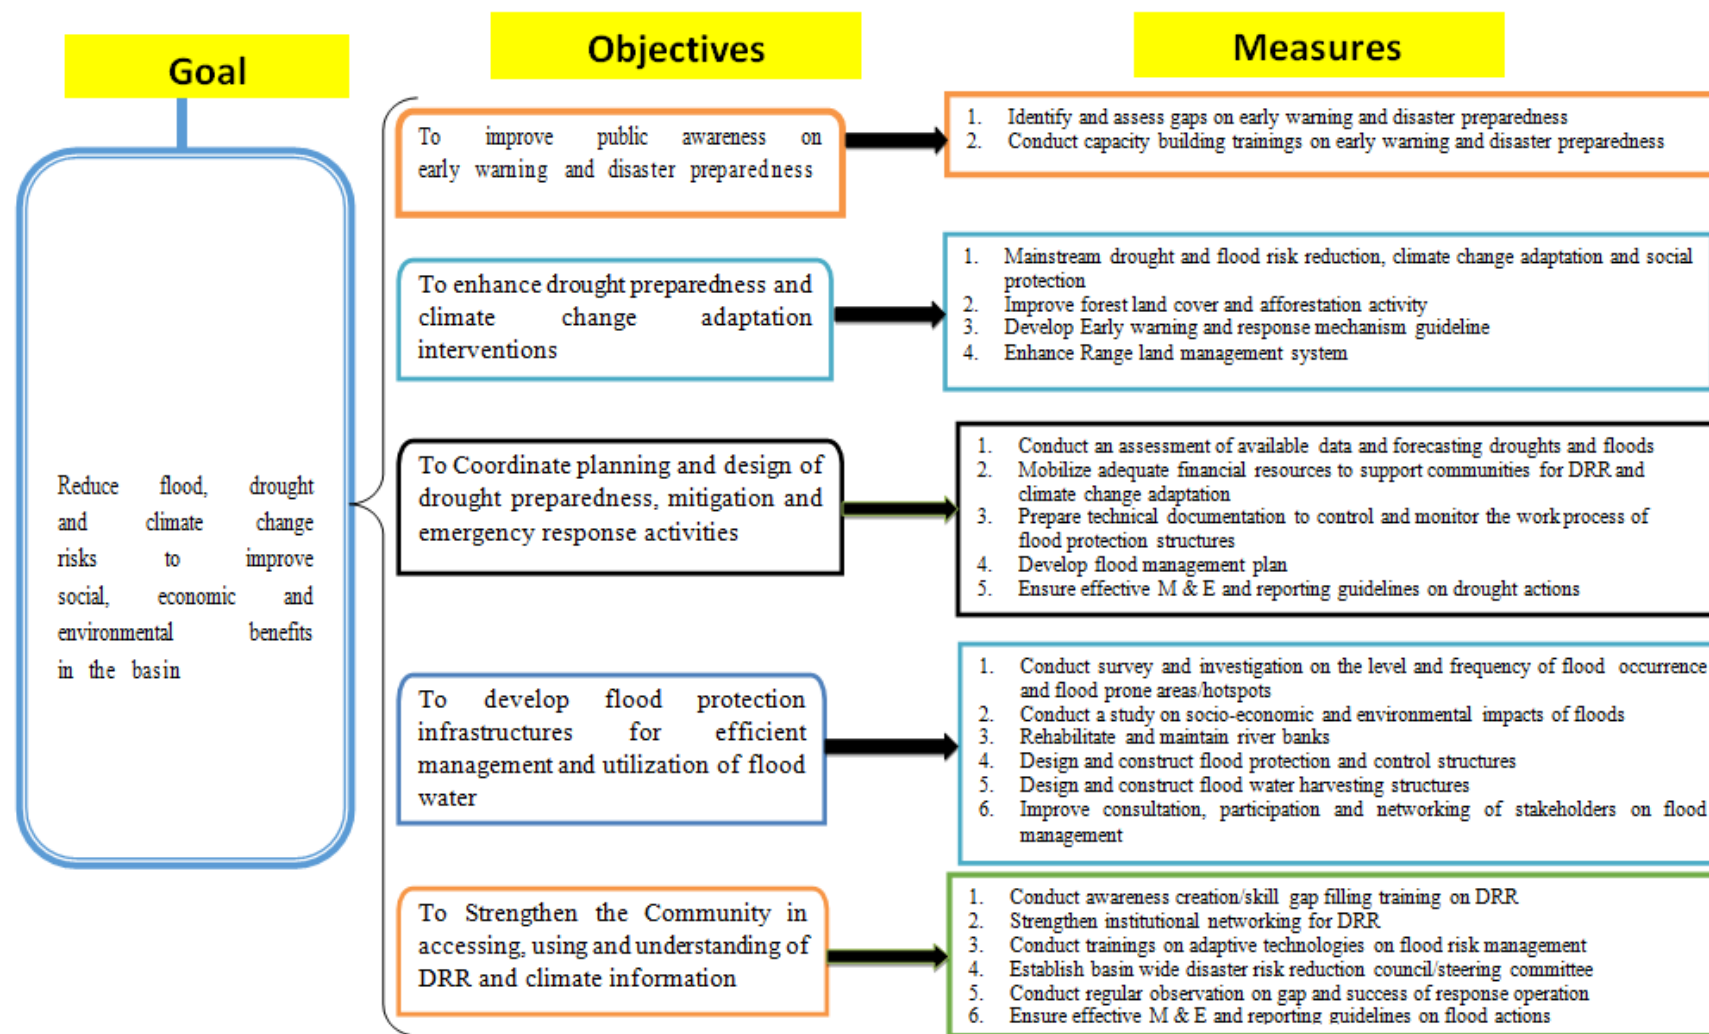 Goal
Objectives
Measures
Reduce flood, drought
and climate change
risks to improve
social, economic and
environmental benefits
in the basin
To improve public awareness on
early warning and disaster preparedness
1. Identify and assess gaps on early warning and disaster preparedness
2. Conduct capacity building trainings on early warning and disaster preparedness
To enhance drought preparedness and
climate change adaptation
interventions
1. Mainstream drought and flood risk reduction, climate change adaptation and social
protection
2. Improve forest land cover and afforestation activity
3. Develop Early warning and response mechanism guideline
4. Enhance Range land management system
To Coordinate planning and design of
drought preparedness, mitigation and
emergency response activities
1. Conduct an assessment of available data and forecasting droughts and floods
2. Mobilize adequate financial resources to support communities for DRR and
climate change adaptation
3. Prepare technical documentation to control and monitor the work process of
flood protection structures
4. Develop flood management plan
5. Ensure effective M & E and reporting guidelines on drought actions
To develop flood protection
infrastructures for efficient
management and utilization of flood
water
1. Conduct survey and investigation on the level and frequency of flood occurrence
and flood prone areas/hotspots
2. Conduct a study on socio-economic and environmental impacts of floods
3. Rehabilitate and maintain river banks
4. Design and construct flood protection and control structures
5. Design and construct flood water harvesting structures
6. Improve consultation, participation and networking of stakeholders on flood
management
To Strengthen the Community in
accessing, using and understanding of
DRR and climate information
1. Conduct awareness creation/skill gap filling training on DRR
2. Strengthen institutional networking for DRR
3. Conduct trainings on adaptive technologies on flood risk management
4. Establish basin wide disaster risk reduction council/steering committee
5. Conduct regular observation on gap and success of response operation
6. Ensure effective M & E and reporting guidelines on flood actions